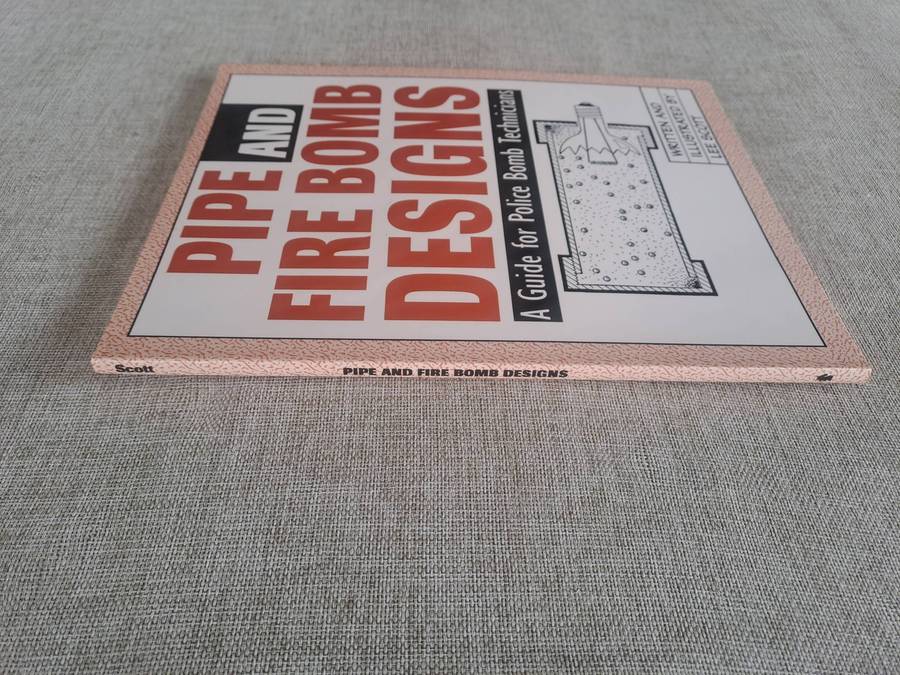 PIPE AND
FIRE BOMB
DESIGNS
A Guide for Police Bomb Technicians
WRITTEN AND
ILLUSTRATED BY
LEE SCOTT
Scott PIPE AND FIRE BOMB DESIGNS